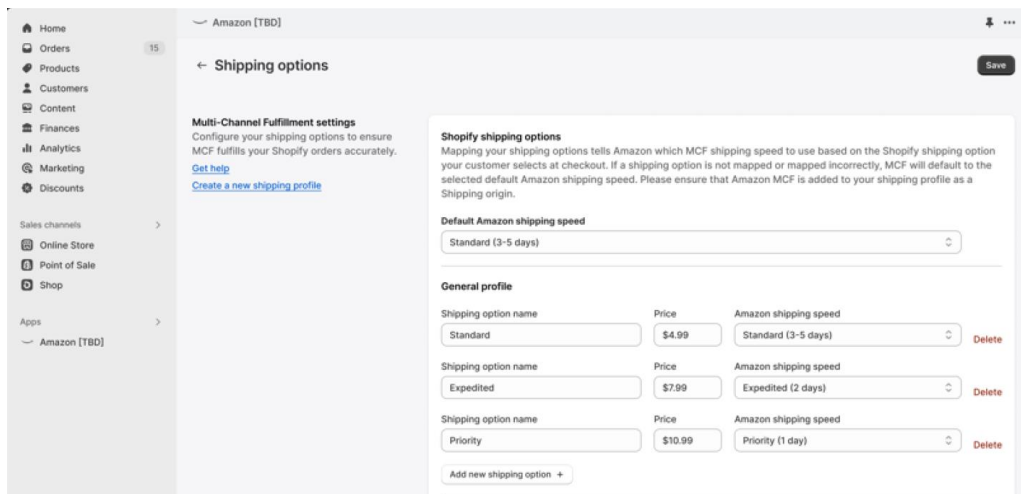 Home
Orders 15
Products
Customers
Content
Finances
Analytics
Marketing
Discounts
Sales channels
Online Store
Point of Sale
Shop
Apps
Amazon [TBD]
Amazon [TBD]
Shipping options
Save
Multi-Channel Fulfillment settings
Configure your shipping options to ensure
MCF fulfills your Shopify orders accurately.
Get help
Create a new shipping profile
Shopify shipping options
Mapping your shipping options tells Amazon which MCF shipping speed to use based on the Shopify shipping option
your customer selects at checkout. If a shipping option is not mapped or mapped incorrectly, MCF will default to the
selected default Amazon shipping speed. Please ensure that Amazon MCF is added to your shipping profile as a
Shipping origin.
Default Amazon shipping speed
Standard (3-5 days)
General profile
Shipping option name Price Amazon shipping speed
Standard $4.99 Standard (3-5 days) Delete
Shipping option name Price Amazon shipping speed
Expedited $7.99 Expedited (2 days) Delete
Shipping option name Price Amazon shipping speed
Priority $10.99 Priority (1 day) Delete
Add new shipping option +